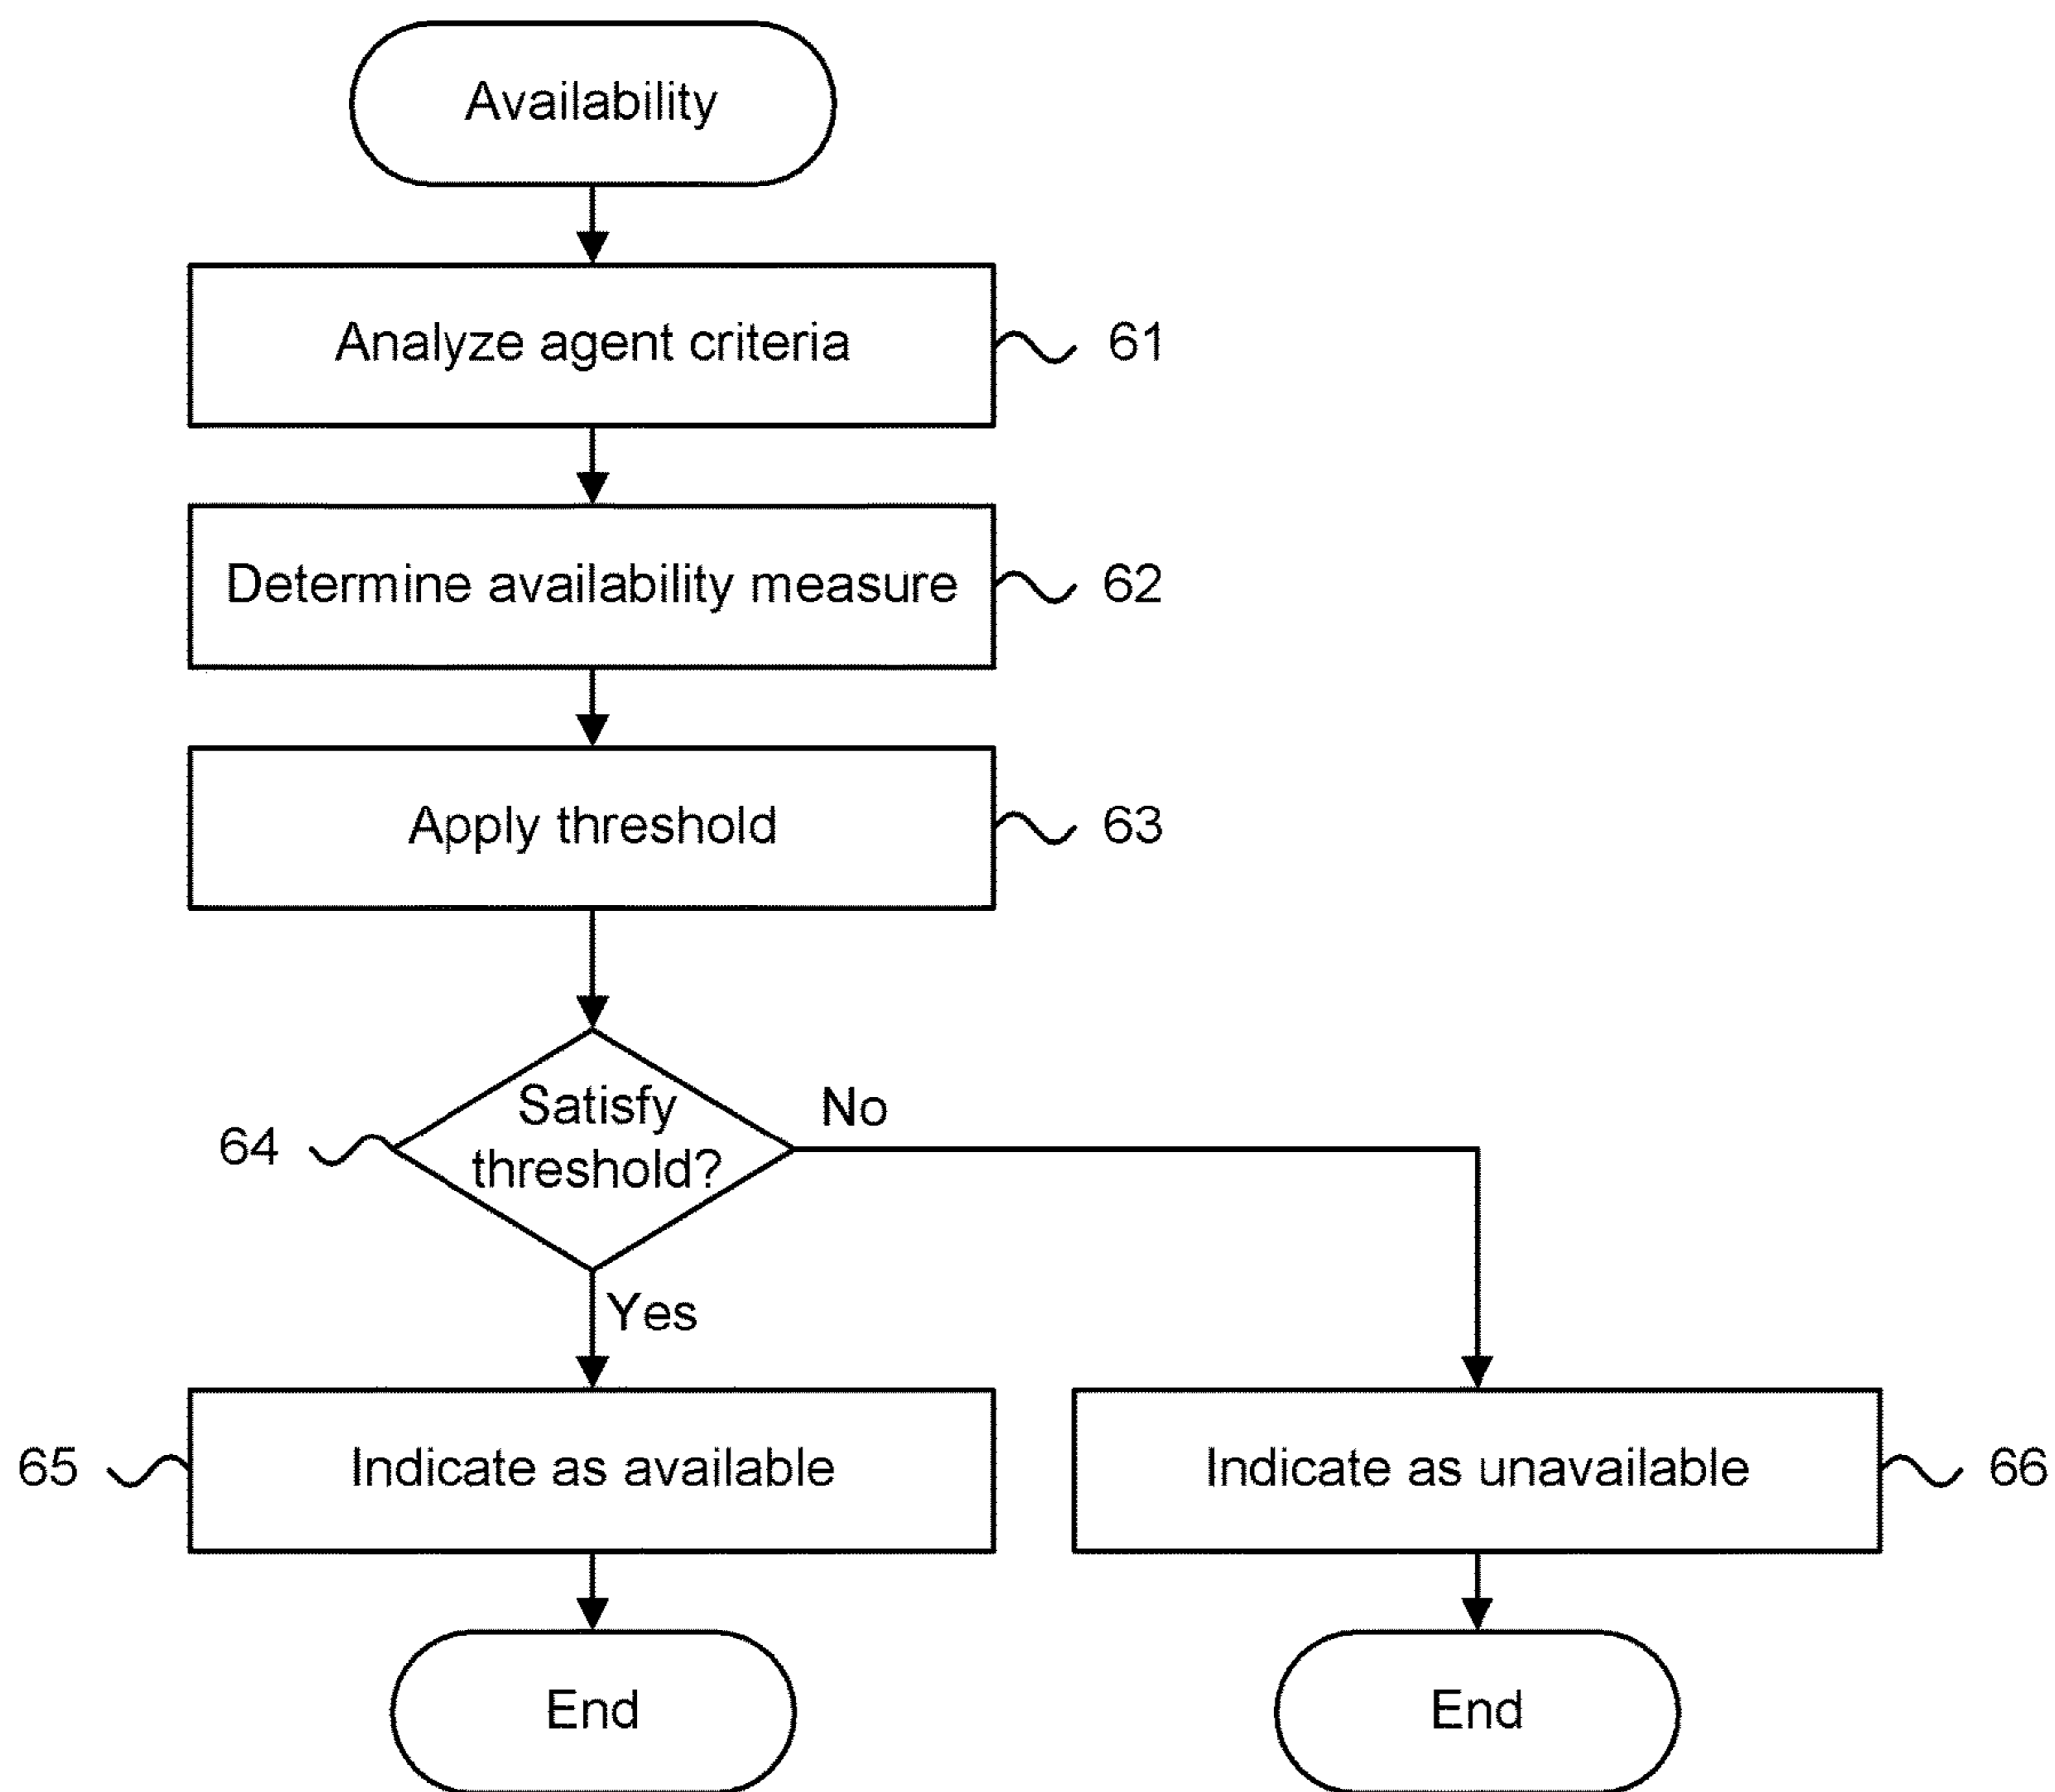 Availability
Analyze agent criteria
61
Determine availability measure
62
Apply threshold
63
Satisfy
threshold?
64
No
Yes
Indicate as available
65
Indicate as unavailable
66
End
End